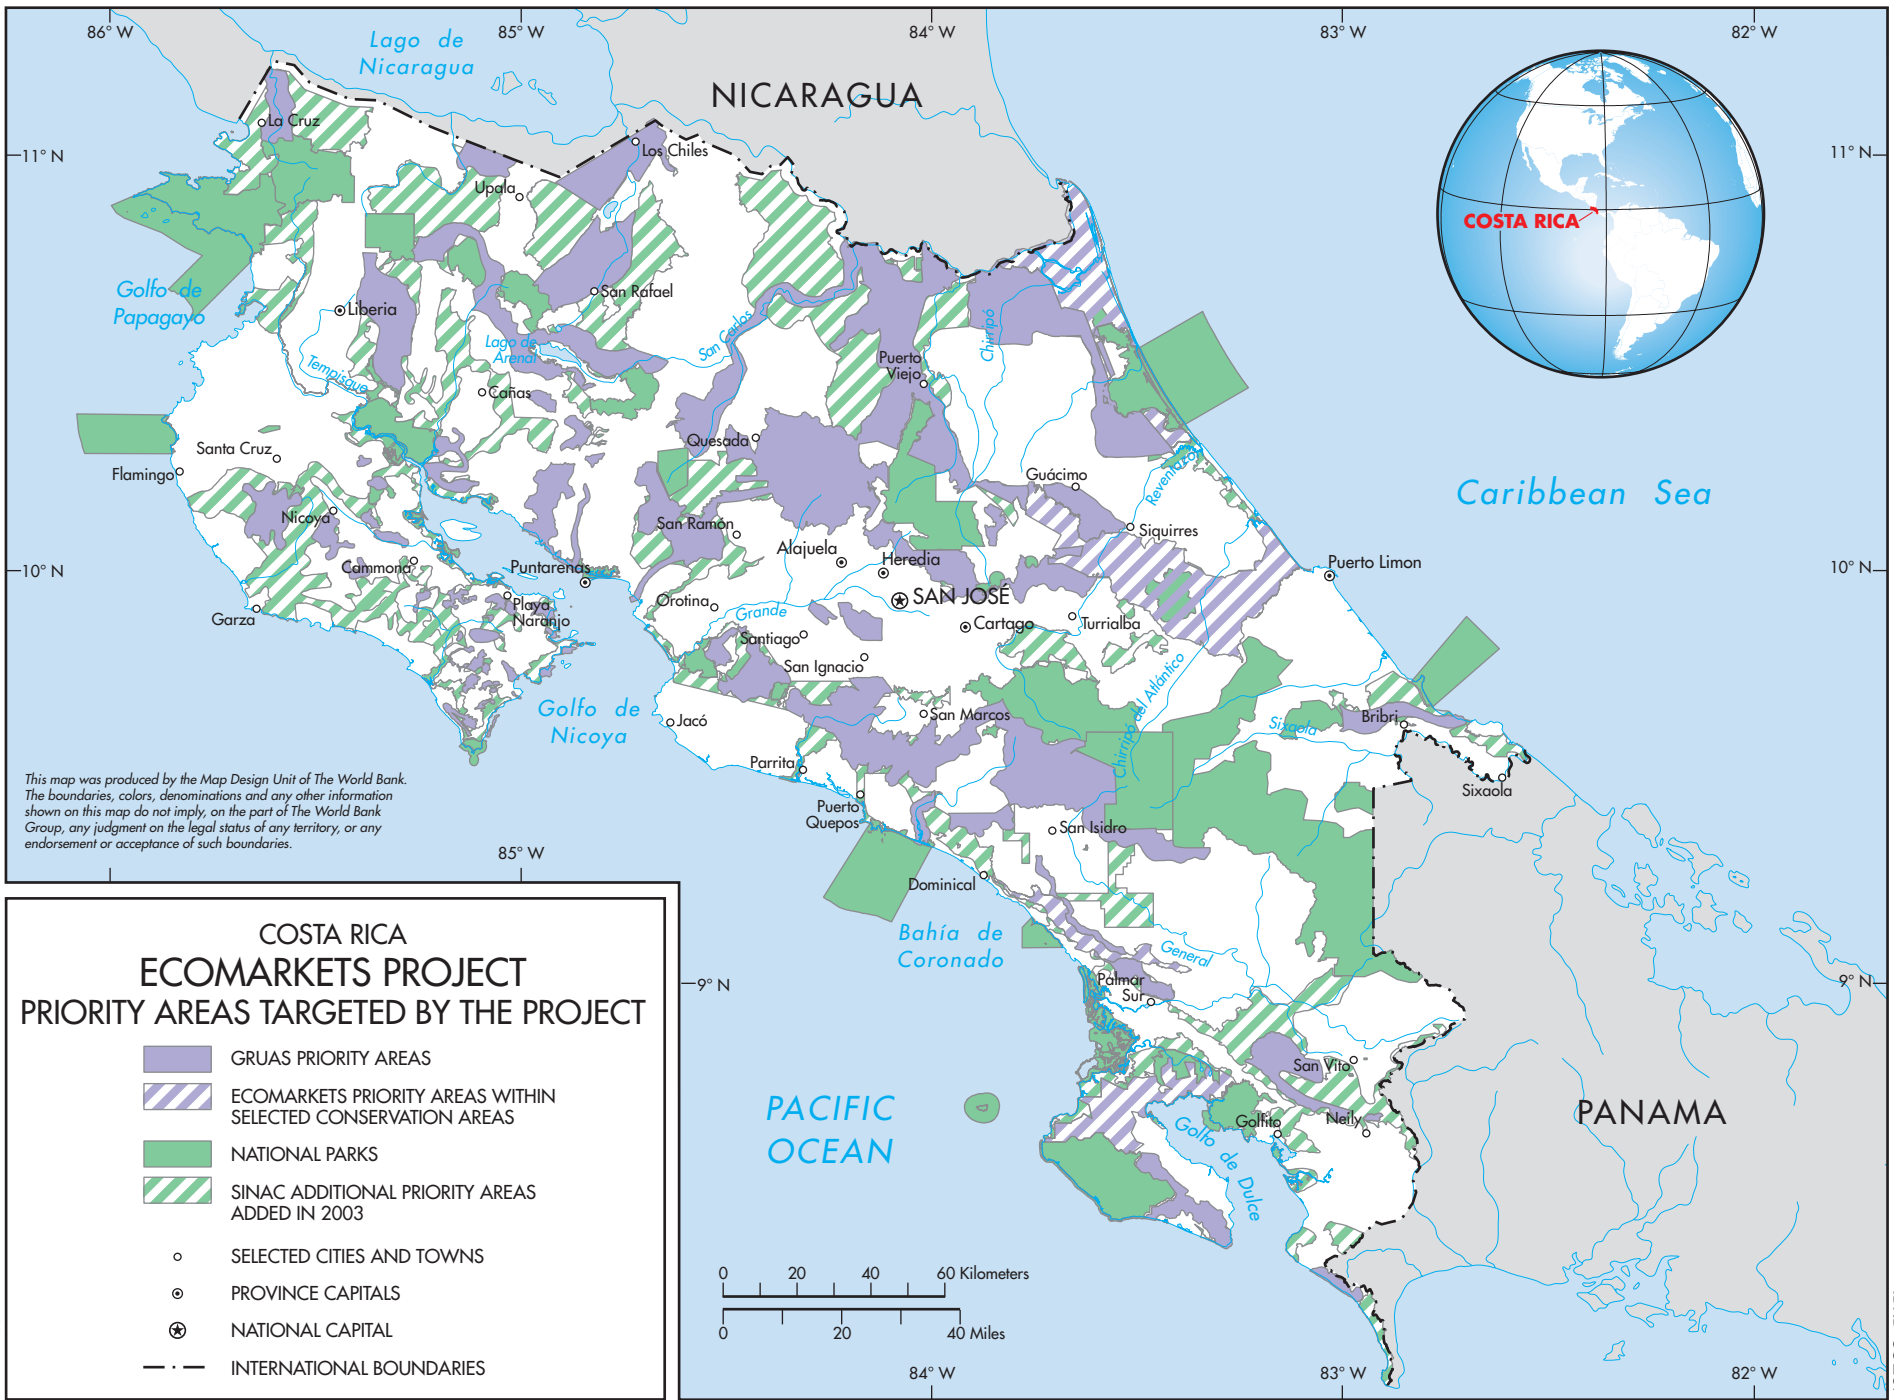 86° W
85° W
84° W
83° W
82° W
Lago de
Nicaragua
NICARAGUA
11° N
11° N
La Cruz
Los Chiles
Upala
COSTA RICA
Golfo de
Papagayo
Liberia
San Rafael
San Carlos
Chirripó
Lago de
Arenal
Tempisque
Cañas
Puerto
Viejo
Santa Cruz
Quesada
Flamingo
Guácimo
Reventazón
Caribbean Sea
Nicoya
San Ramón
Siquirres
Alajuela
Heredia
Puerto Limon
10° N
10° N
Cammona
Puntarenas
Playa
Naranjo
Orotina
Grande
SAN JOSÉ
Garza
Santiago
Cartago
Turrialba
San Ignacio
Chirripó del Atlántico
Golfo de
Nicoya
Jacó
San Marcos
Sixaola
Bribri
Parrita
Sixaola
Puerto
Quepos
San Isidro
This map was produced by the Map Design Unit of The World Bank.
The boundaries, colors, denominations and any other information
shown on this map do not imply, on the part of The World Bank
Group, any judgment on the legal status of any territory, or any
endorsement or acceptance of such boundaries.
85° W
Dominical
Bahía de
Coronado
General
Palmar
Sur
9° N
9° N
San Vito
PACIFIC
OCEAN
Golfito
Neily
Golfo de Dulce
PANAMA
COSTA RICA
ECOMARKETS PROJECT
PRIORITY AREAS TARGETED BY THE PROJECT
GRUAS PRIORITY AREAS
ECOMARKETS PRIORITY AREAS WITHIN
SELECTED CONSERVATION AREAS
NATIONAL PARKS
SINAC ADDITIONAL PRIORITY AREAS
ADDED IN 2003
SELECTED CITIES AND TOWNS
PROVINCE CAPITALS
NATIONAL CAPITAL
INTERNATIONAL BOUNDARIES
0 20 40 60 Kilometers
0 20 40 Miles
84° W
83° W
82° W